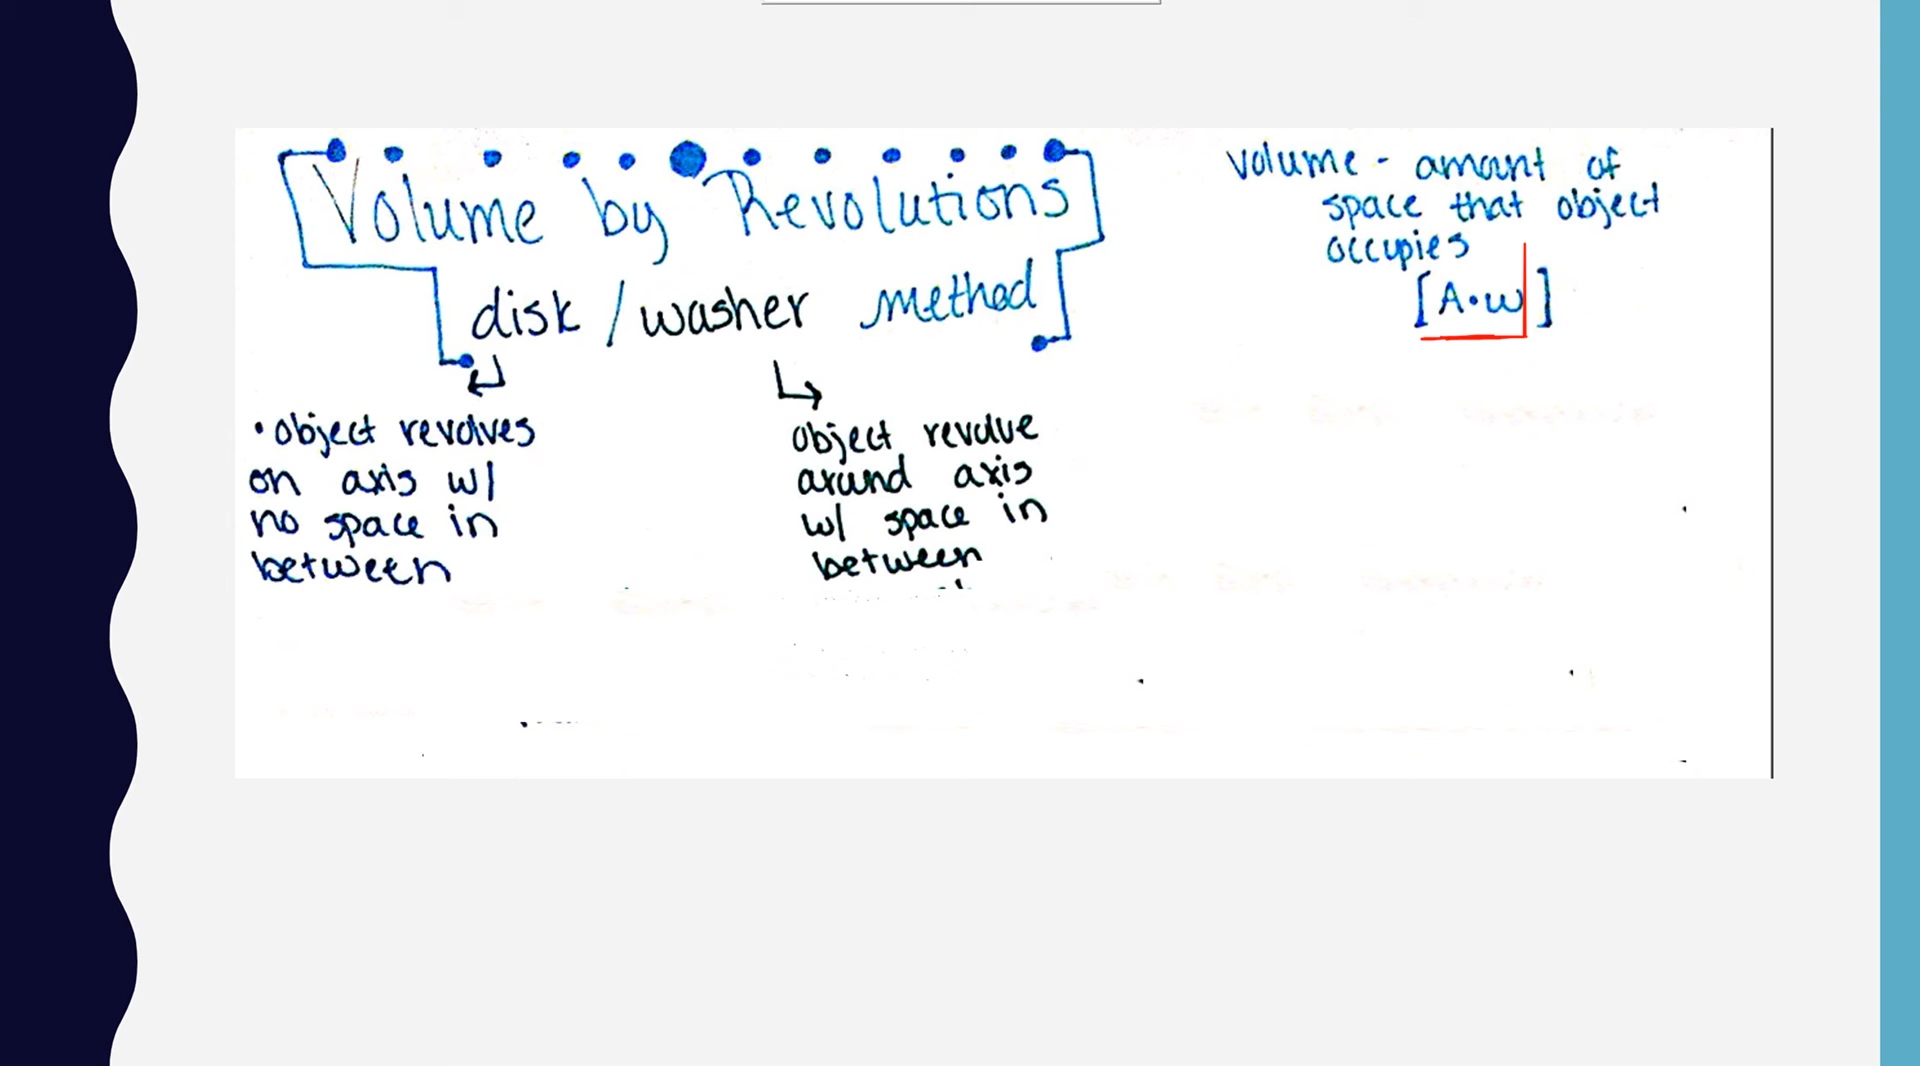 Volume by Revolutions
disk / washer method
• object revolves
on axis w/
no space in
between
object revolve
around axis
w/ space in
between
volume - amount of
space that object
occupies
[A•w]